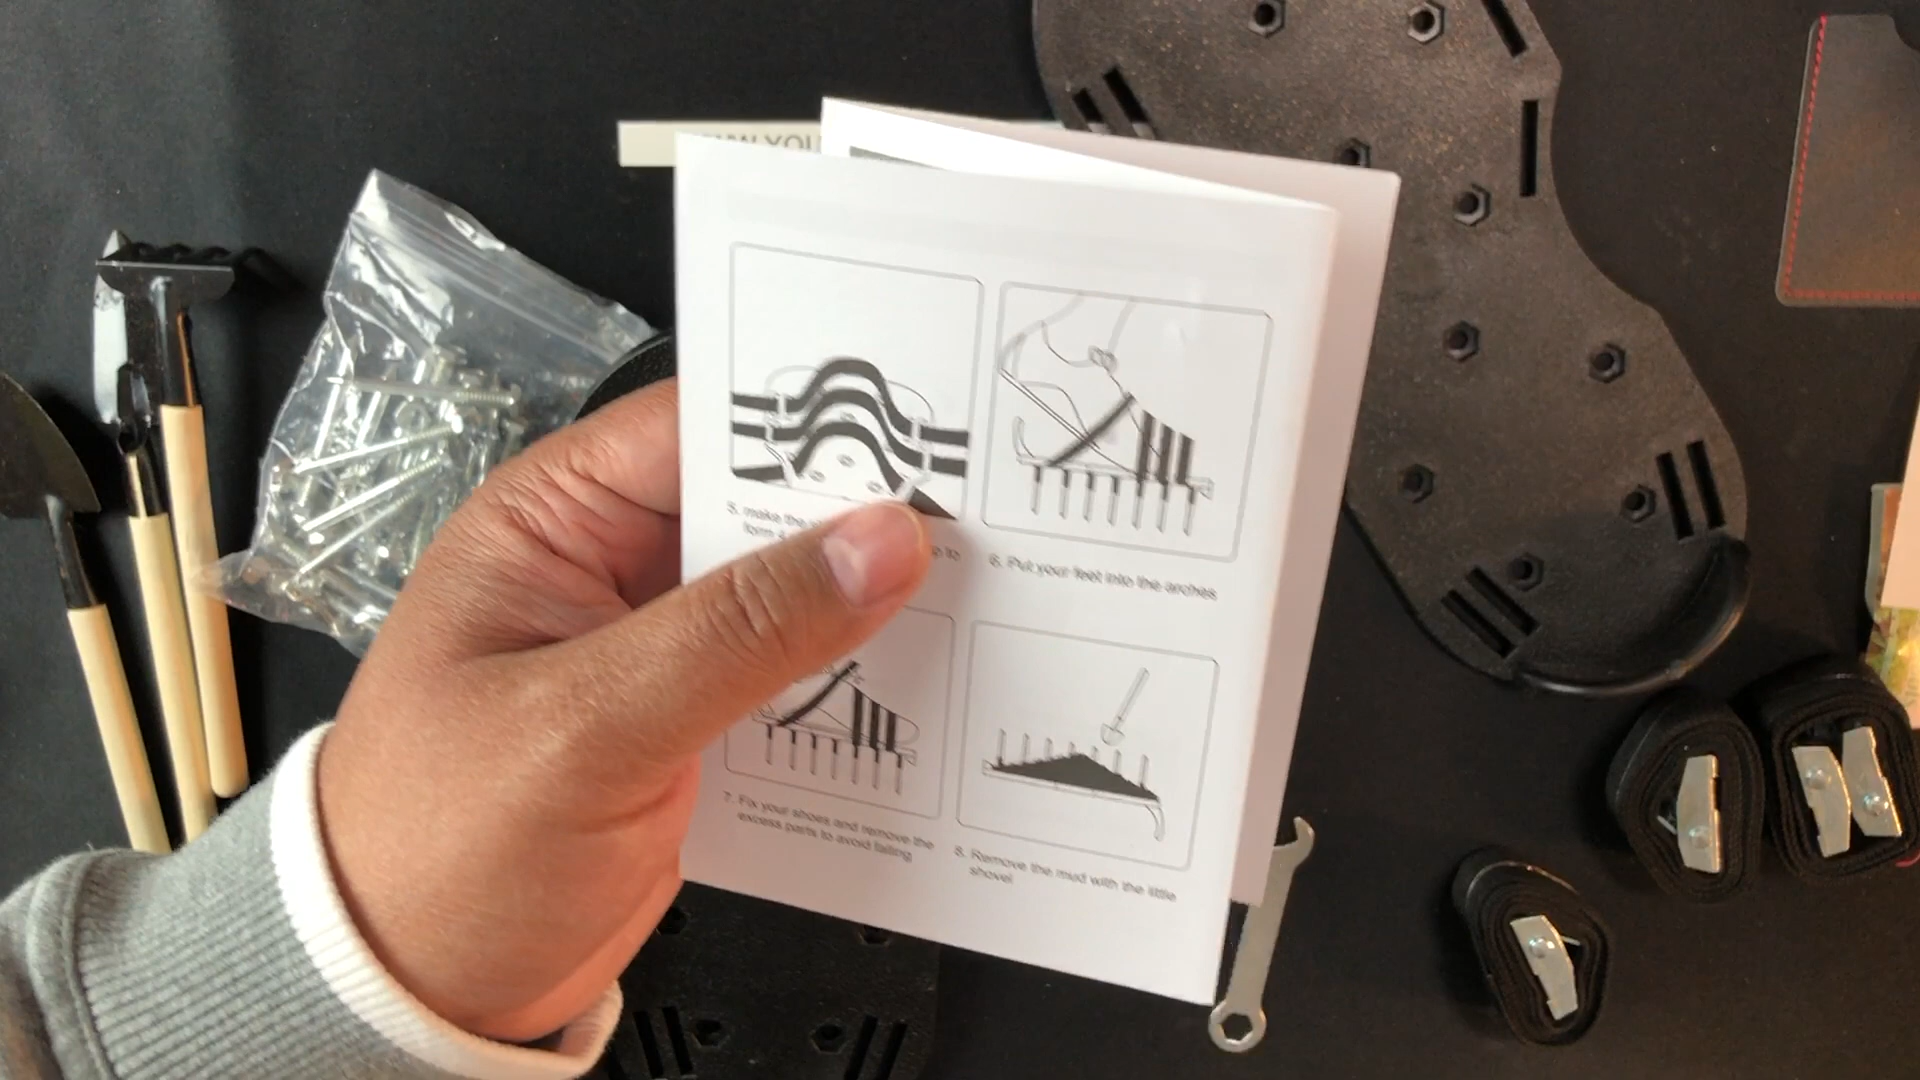 YOU
5. make the
form a
p to
6. Put your feet into the arches
7. Fix your shoes and remove the
excess parts to avoid falling
8. Remove the mud with the little
shovel